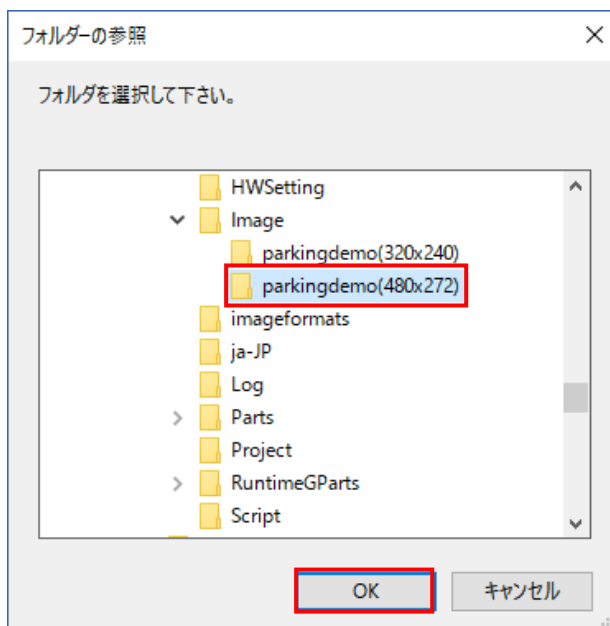 フォルダーの参照
フォルダを選択して下さい。
HWSetting
Image
parkingdemo(320x240)
parkingdemo(480x272)
imageformats
ja-JP
Log
Parts
Project
RuntimeGParts
Script
OK
キャンセル